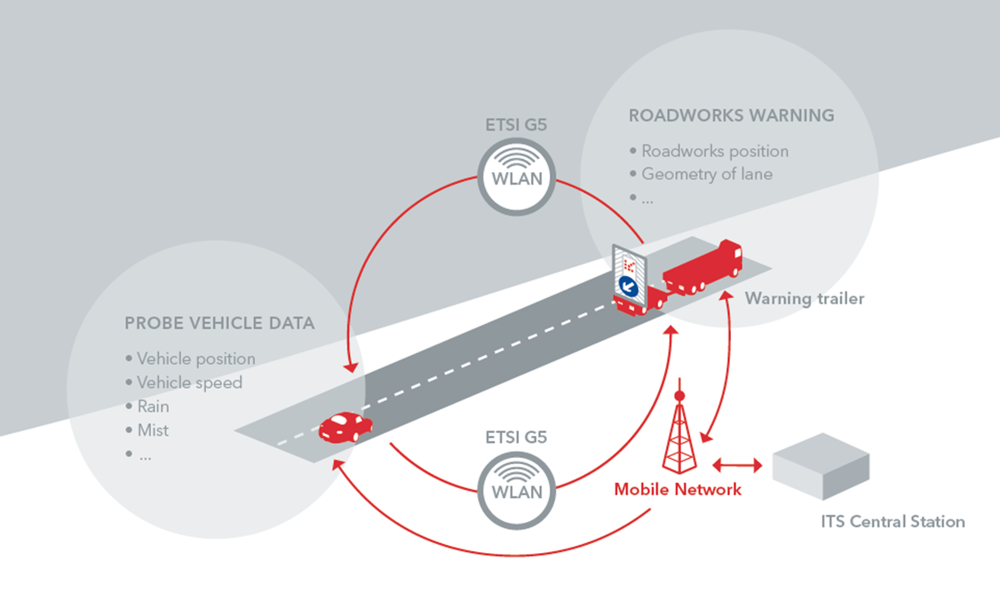 ETSI G5
WLAN
ROADWORKS WARNING
• Roadworks position
• Geometry of lane
• ...
Warning trailer
PROBE VEHICLE DATA
• Vehicle position
• Vehicle speed
• Rain
• Mist
• ...
ETSI G5
WLAN
Mobile Network
ITS Central Station